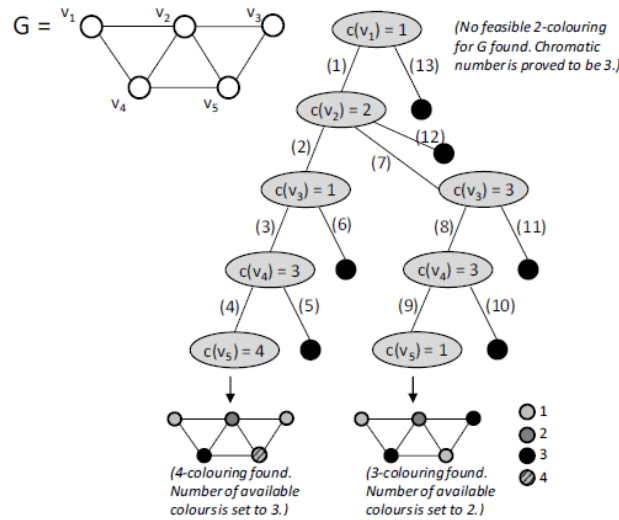 G =
v1
v2
v3
v4
v5
c(v1) = 1
(No feasible 2-colouring
for G found. Chromatic
number is proved to be 3.)
(1)
(13)
c(v2) = 2
(12)
(2)
(7)
c(v3) = 1
c(v3) = 3
(3)
(6)
(8)
(11)
c(v4) = 3
c(v4) = 3
(4)
(5)
(9)
(10)
c(v5) = 4
c(v5) = 1
1
2
3
4
(4-colouring found.
Number of available
colours is set to 3.)
(3-colouring found.
Number of available
colours is set to 2.)